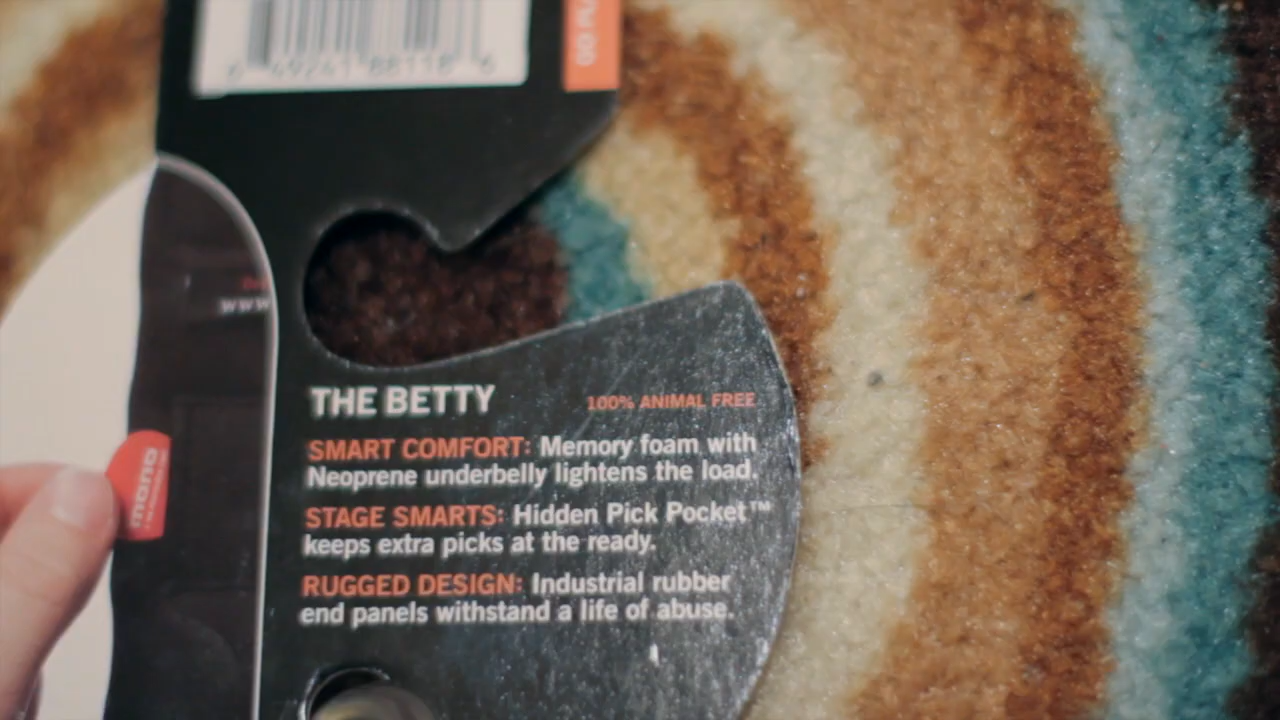 THE BETTY
100% ANIMAL FREE
SMART COMFORT: Memory foam with
Neoprene underbelly lightens the load.
STAGE SMARTS: Hidden Pick Pocket™
keeps extra picks at the ready.
RUGGED DESIGN: Industrial rubber
end panels withstand a life of abuse.
www
mono